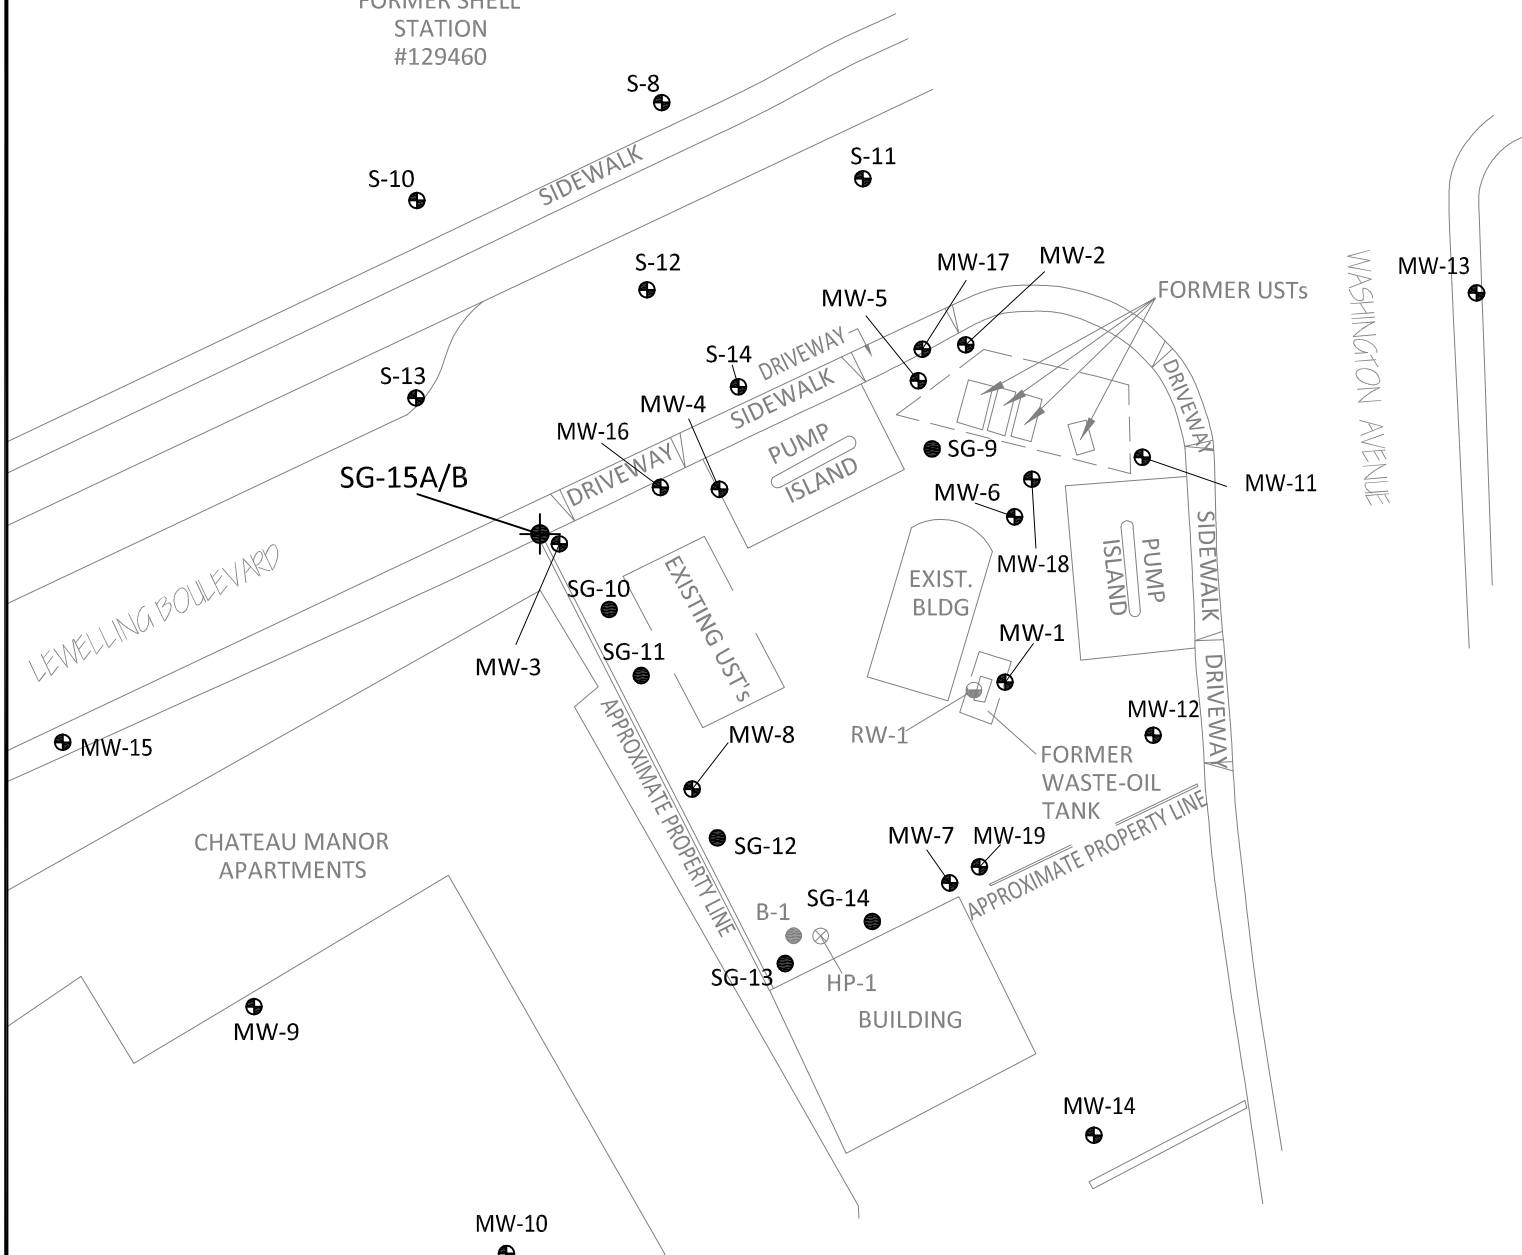 FORMER SHELL
STATION
#129460
S-8
SIDEWALK
S-11
S-10
S-12
MW-17
MW-2
MW-13
WASHINGTON AVENUE
MW-5
FORMER USTs
DRIVEWAY
S-14
S-13
SIDEWALK
DRIVEWAY
MW-4
MW-16
PUMP
ISLAND
SG-9
DRIVEWAY
SG-15A/B
MW-6
MW-11
SIDEWALK
PUMP
ISLAND
MW-18
LEWELLING BOULEVARD
EXISTING UST's
EXIST.
BLDG
SG-10
MW-1
SG-11
MW-3
DRIVEWAY
APPROXIMATE PROPERTY LINE
MW-12
MW-8
RW-1
MW-15
FORMER
WASTE-OIL
TANK
APPROXIMATE PROPERTY LINE
CHATEAU MANOR
APARTMENTS
SG-12
MW-7
MW-19
SG-14
B-1
SG-13
HP-1
BUILDING
MW-9
MW-14
MW-10